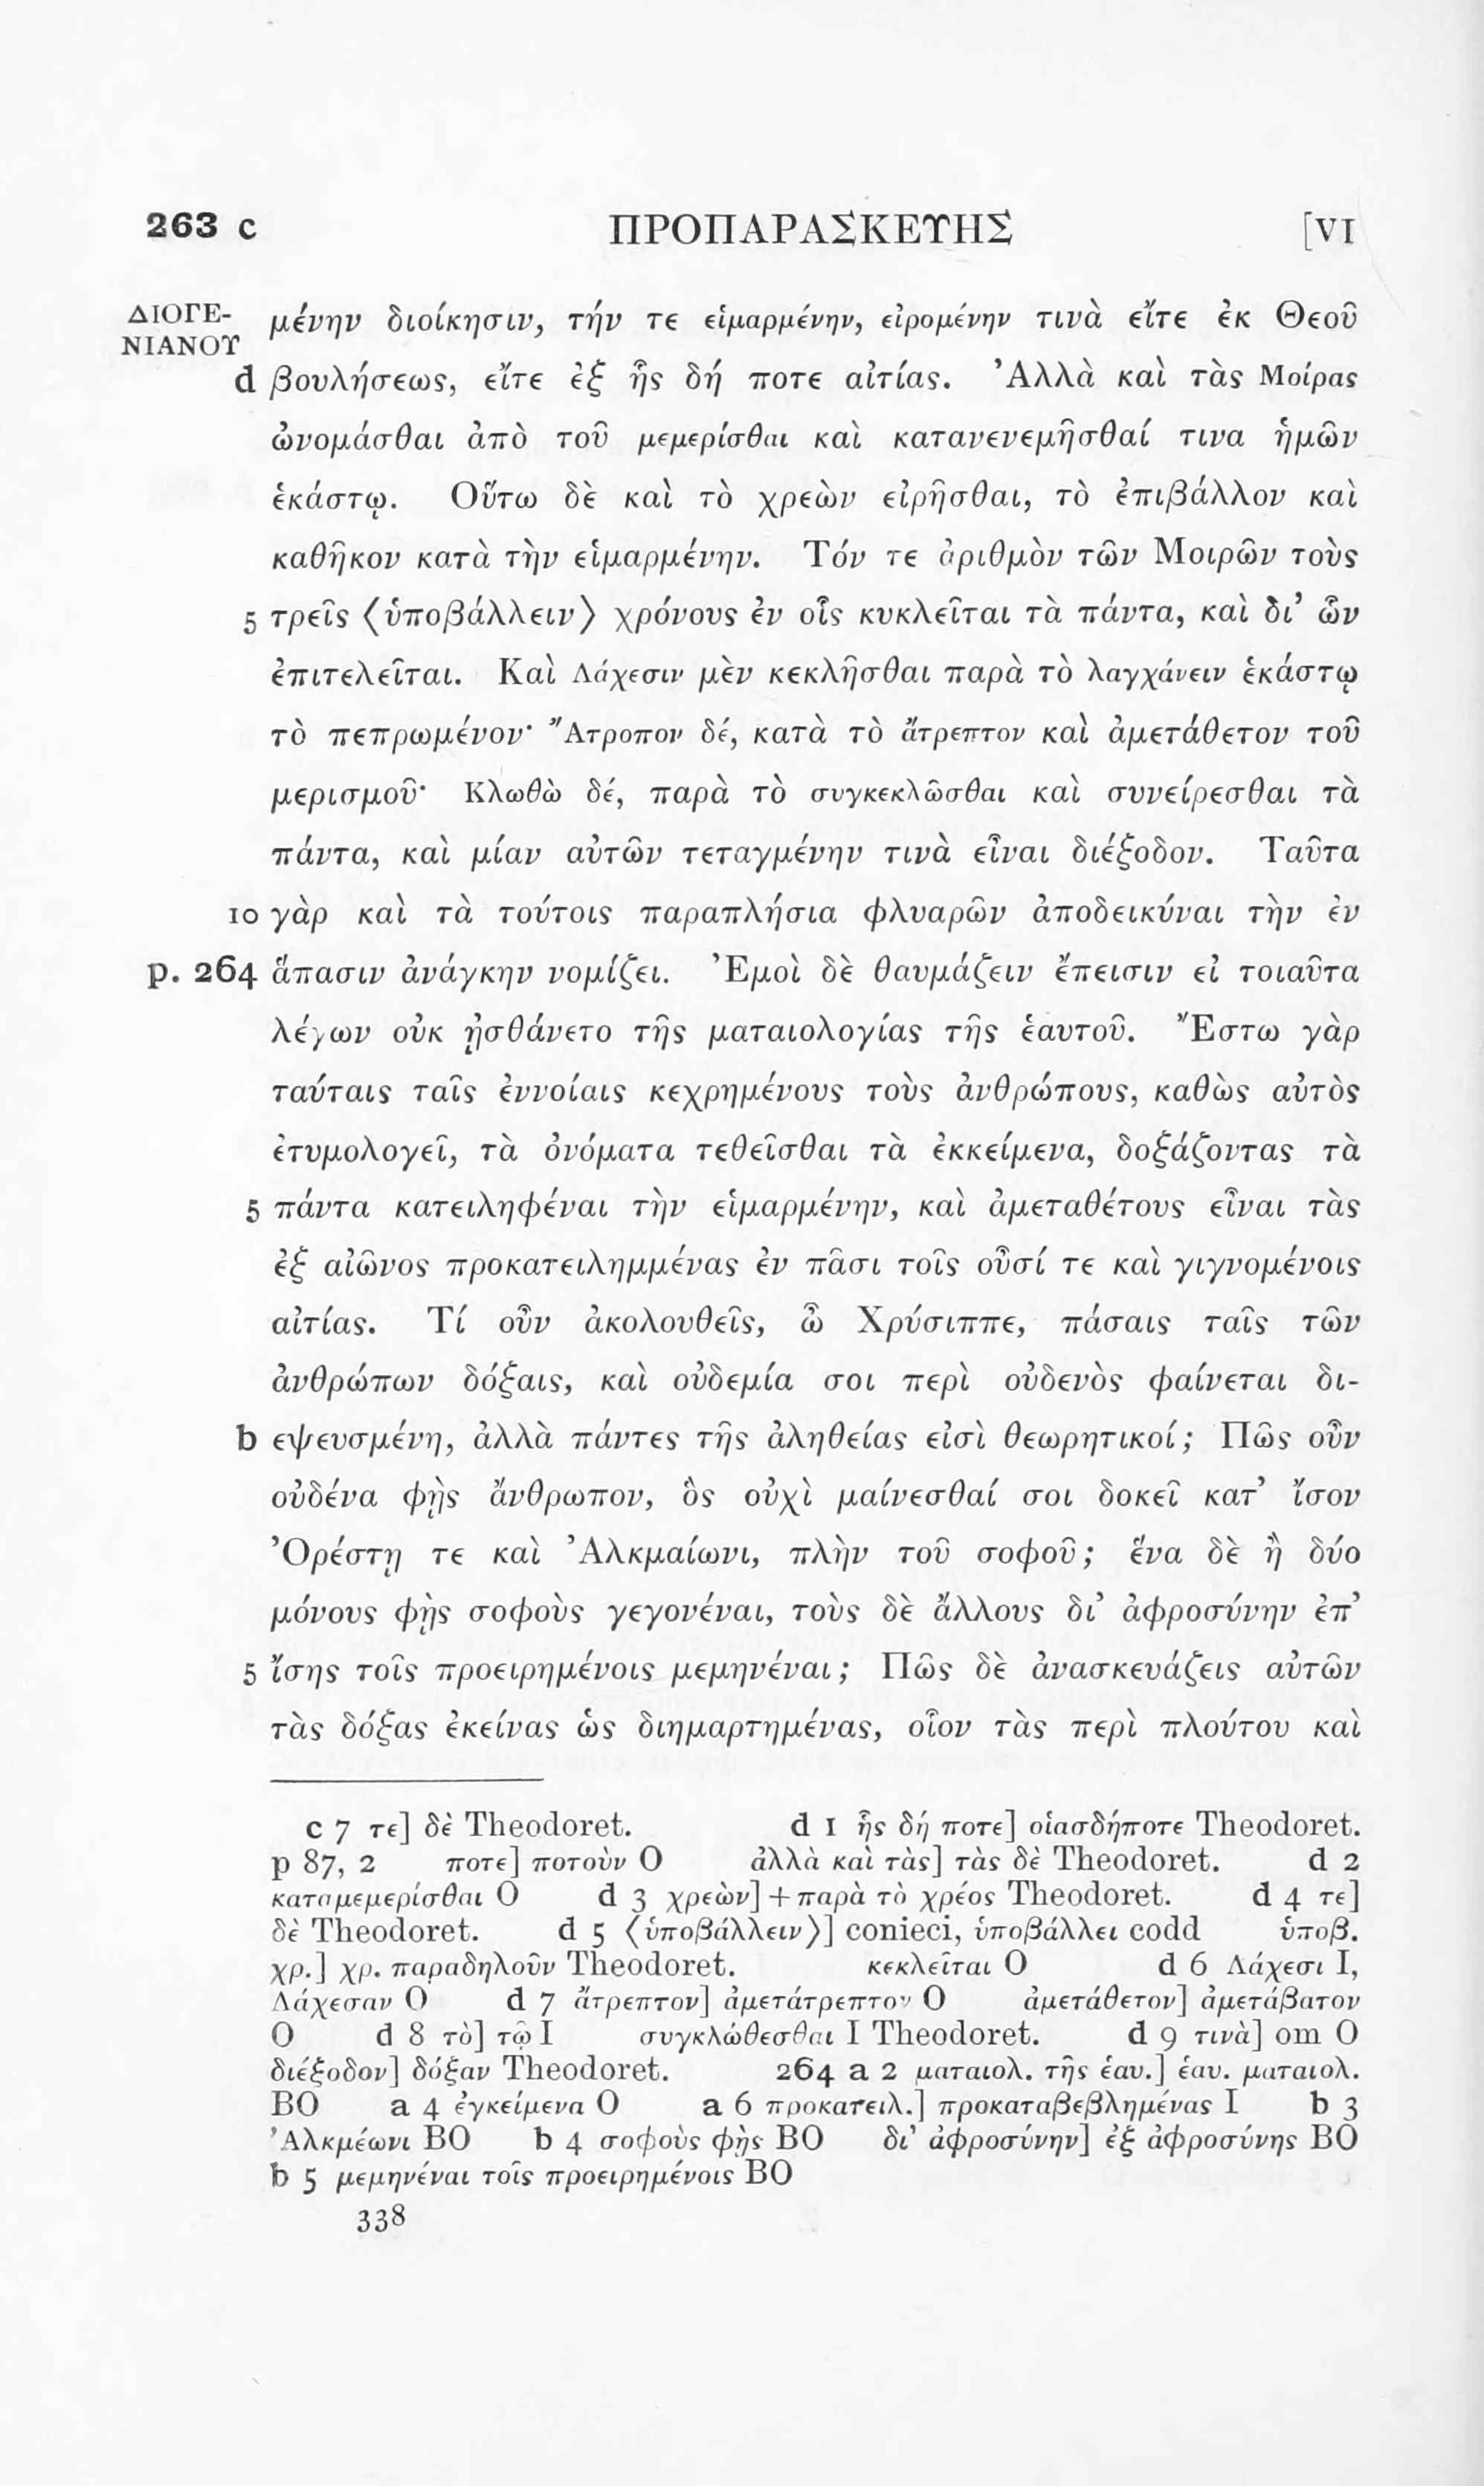 263 c ΠΡΟΠΑΡΑΣΚΕΥΗΣ [VI
ΔΙΟΓΕ-
ΝΙΑΝΟΥ
μένην διοίκησιν, τήν τε εἱμαρμένην, εἰρομένην τινὰ εἴτε ἐκ Θεοῦ
d βουλήσεως, εἴτε ἐξ ἧς δή ποτε αἰτίας. Ἀλλὰ καὶ τὰς Μοίρας
ὠνομάσθαι ἀπὸ τοῦ μεμερίσθαι καὶ κατανενεμῆσθαί τινα ἡμῶν
ἑκάστῳ. Οὕτω δὲ καὶ τὸ χρεὼν εἰρῆσθαι, τὸ ἐπιβάλλον καὶ
καθῆκον κατὰ τὴν εἱμαρμένην. Τόν τε ἀριθμὸν τῶν Μοιρῶν τοὺς
5 τρεῖς ⟨ὑποβάλλειν⟩ χρόνους ἐν οἷς κυκλεῖται τὰ πάντα, καὶ δι’ ὧν
ἐπιτελεῖται. Καὶ Λάχεσιν μὲν κεκλῆσθαι παρὰ τὸ λαγχάνειν ἑκάστῳ
τὸ πεπρωμένον· Ἄτροπον δέ, κατὰ τὸ ἄτρεπτον καὶ ἀμετάθετον τοῦ
μερισμοῦ· Κλωθὼ δέ, παρὰ τὸ συγκεκλῶσθαι καὶ συνείρεσθαι τὰ
πάντα, καὶ μίαν αὐτῶν τεταγμένην τινὰ εἶναι διέξοδον. Ταῦτα
10 γὰρ καὶ τὰ τούτοις παραπλήσια φλυαρῶν ἀποδεικύναι τὴν ἐν
p. 264 ἅπασιν ἀνάγκην νομίζει. Ἐμοὶ δὲ θαυμάζειν ἔπεισιν εἰ τοιαῦτα
λέγων οὐκ ᾐσθάνετο τῆς ματαιολογίας τῆς ἑαυτοῦ. Ἔστω γὰρ
ταύταις ταῖς ἐννοίαις κεχρημένους τοὺς ἀνθρώπους, καθὼς αὐτὸς
ἐτυμολογεῖ, τὰ ὀνόματα τεθεῖσθαι τὰ ἐκκείμενα, δοξάζοντας τὰ
5 πάντα κατειληφέναι τὴν εἱμαρμένην, καὶ ἀμεταθέτους εἶναι τὰς
ἐξ αἰῶνος προκατειλημμένας ἐν πᾶσι τοῖς οὖσί τε καὶ γιγνομένοις
αἰτίας. Τί οὖν ἀκολουθεῖς, ὦ Χρύσιππε, πάσαις ταῖς τῶν
ἀνθρώπων δόξαις, καὶ οὐδεμία σοι περὶ οὐδενὸς φαίνεται δι-
b εψευσμένη, ἀλλὰ πάντες τῆς ἀληθείας εἰσὶ θεωρητικοί; Πῶς οὖν
οὐδένα φῂς ἄνθρωπον, ὃς οὐχὶ μαίνεσθαί σοι δοκεῖ κατ’ ἴσον
Ὀρέστῃ τε καὶ Ἀλκμαίωνι, πλὴν τοῦ σοφοῦ; ἕνα δὲ ἢ δύο
μόνους φῂς σοφοὺς γεγονέναι, τοὺς δὲ ἄλλους δι’ ἀφροσύνην ἐπ’
5 ἴσης τοῖς προειρημένοις μεμηνέναι; Πῶς δὲ ἀνασκευάζεις αὐτῶν
τὰς δόξας ἐκείνας ὡς διημαρτημένας, οἷον τὰς περὶ πλούτου καὶ
c 7 τε] δὲ Theodoret. d 1 ἧς δή ποτε] οἱασδήποτε Theodoret.
p 87, 2 ποτε] ποτοὺν O ἀλλὰ καὶ τὰς] τὰς δὲ Theodoret. d 2
καταμεμερίσθαι O d 3 χρεὼν] + παρὰ τὸ χρέος Theodoret. d 4 τε]
δὲ Theodoret. d 5 ⟨ὑποβάλλειν⟩] conieci, ὑποβάλλει codd ὑποβ.
χρ.] χρ. παραδηλοῦν Theodoret. κεκλεῖται O d 6 Λάχεσι I,
Λάχεσαν O d 7 ἄτρεπτον] ἀμετάτρεπτον O ἀμετάθετον] ἀμετάβατον
O d 8 τὸ] τῷ I συγκλώθεσθαι I Theodoret. d 9 τινὰ] om O
διέξοδον] δόξαν Theodoret. 264 a 2 ματαιολ. τῆς ἑαυ.] ἑαυ. ματαιολ.
BO a 4 ἐγκείμενα O a 6 προκατειλ.] προκαταβεβλημένας I b 3
Ἀλκμέωνι BO b 4 σοφοὺς φῂς BO δι’ ἀφροσύνην] ἐξ ἀφροσύνης BO
b 5 μεμηνέναι τοῖς προειρημένοις BO
338